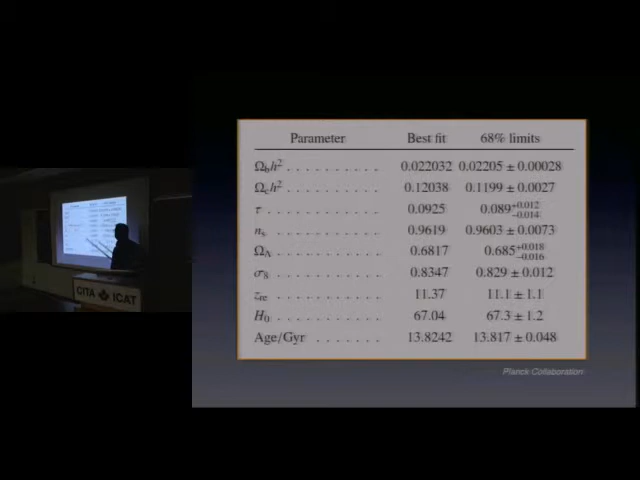 Parameter Best fit 68% limits
Ω_b h² . . . . . . . . . . 0.022032 0.02205 ± 0.00028
Ω_c h² . . . . . . . . . . 0.12038 0.1199 ± 0.0027
τ . . . . . . . . . . . . 0.0925 0.089 +0.012 −0.014
n_s . . . . . . . . . . . 0.9619 0.9603 ± 0.0073
Ω_Λ . . . . . . . . . . . 0.6817 0.685 +0.018 −0.016
σ_8 . . . . . . . . . . . 0.8347 0.829 ± 0.012
z_re . . . . . . . . . . . 11.37 11.1 ± 1.1
H_0 . . . . . . . . . . . 67.04 67.3 ± 1.2
Age/Gyr . . . . . . . 13.8242 13.817 ± 0.048
Planck Collaboration
CITA ICAT